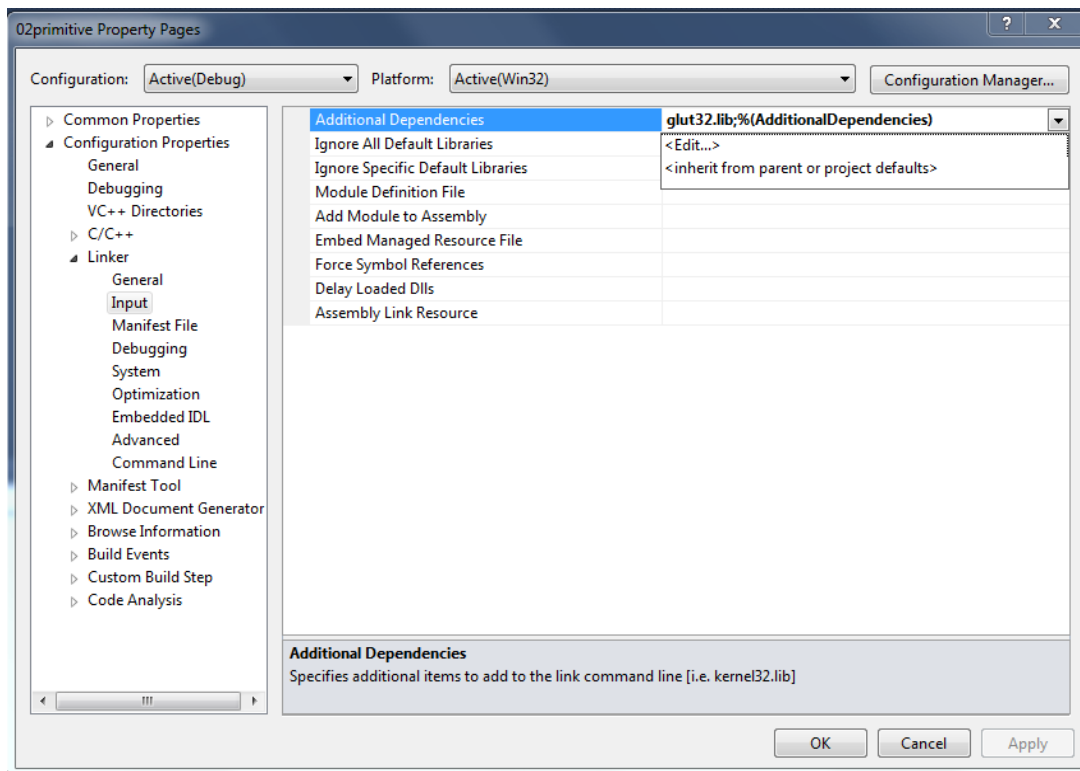 02primitive Property Pages
?
X
Configuration: Active(Debug) Platform: Active(Win32) Configuration Manager...
Common Properties
Configuration Properties
General
Debugging
VC++ Directories
C/C++
Linker
General
Input
Manifest File
Debugging
System
Optimization
Embedded IDL
Advanced
Command Line
Manifest Tool
XML Document Generator
Browse Information
Build Events
Custom Build Step
Code Analysis
Additional Dependencies glut32.lib;%(AdditionalDependencies)
Ignore All Default Libraries <Edit...>
Ignore Specific Default Libraries <inherit from parent or project defaults>
Module Definition File
Add Module to Assembly
Embed Managed Resource File
Force Symbol References
Delay Loaded Dlls
Assembly Link Resource
Additional Dependencies
Specifies additional items to add to the link command line [i.e. kernel32.lib]
OK Cancel Apply